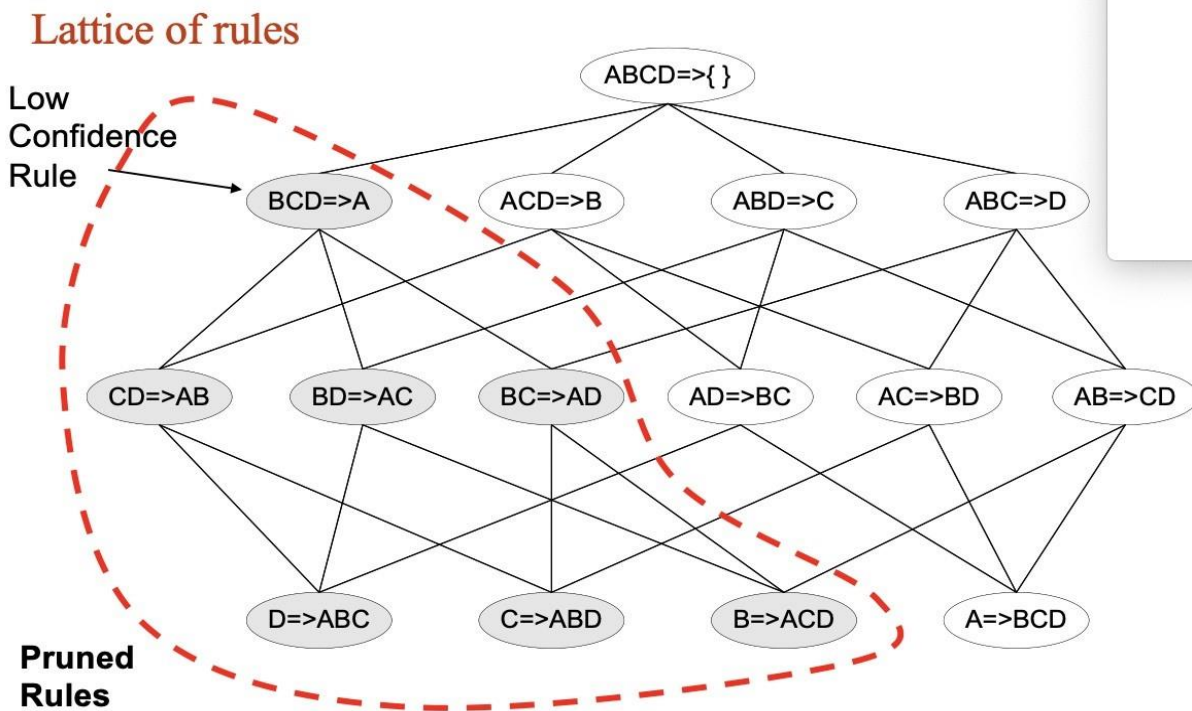 Lattice of rules
ABCD=>{ }
Low
Confidence
Rule
BCD=>A
ACD=>B
ABD=>C
ABC=>D
CD=>AB
BD=>AC
BC=>AD
AD=>BC
AC=>BD
AB=>CD
D=>ABC
C=>ABD
B=>ACD
A=>BCD
Pruned
Rules